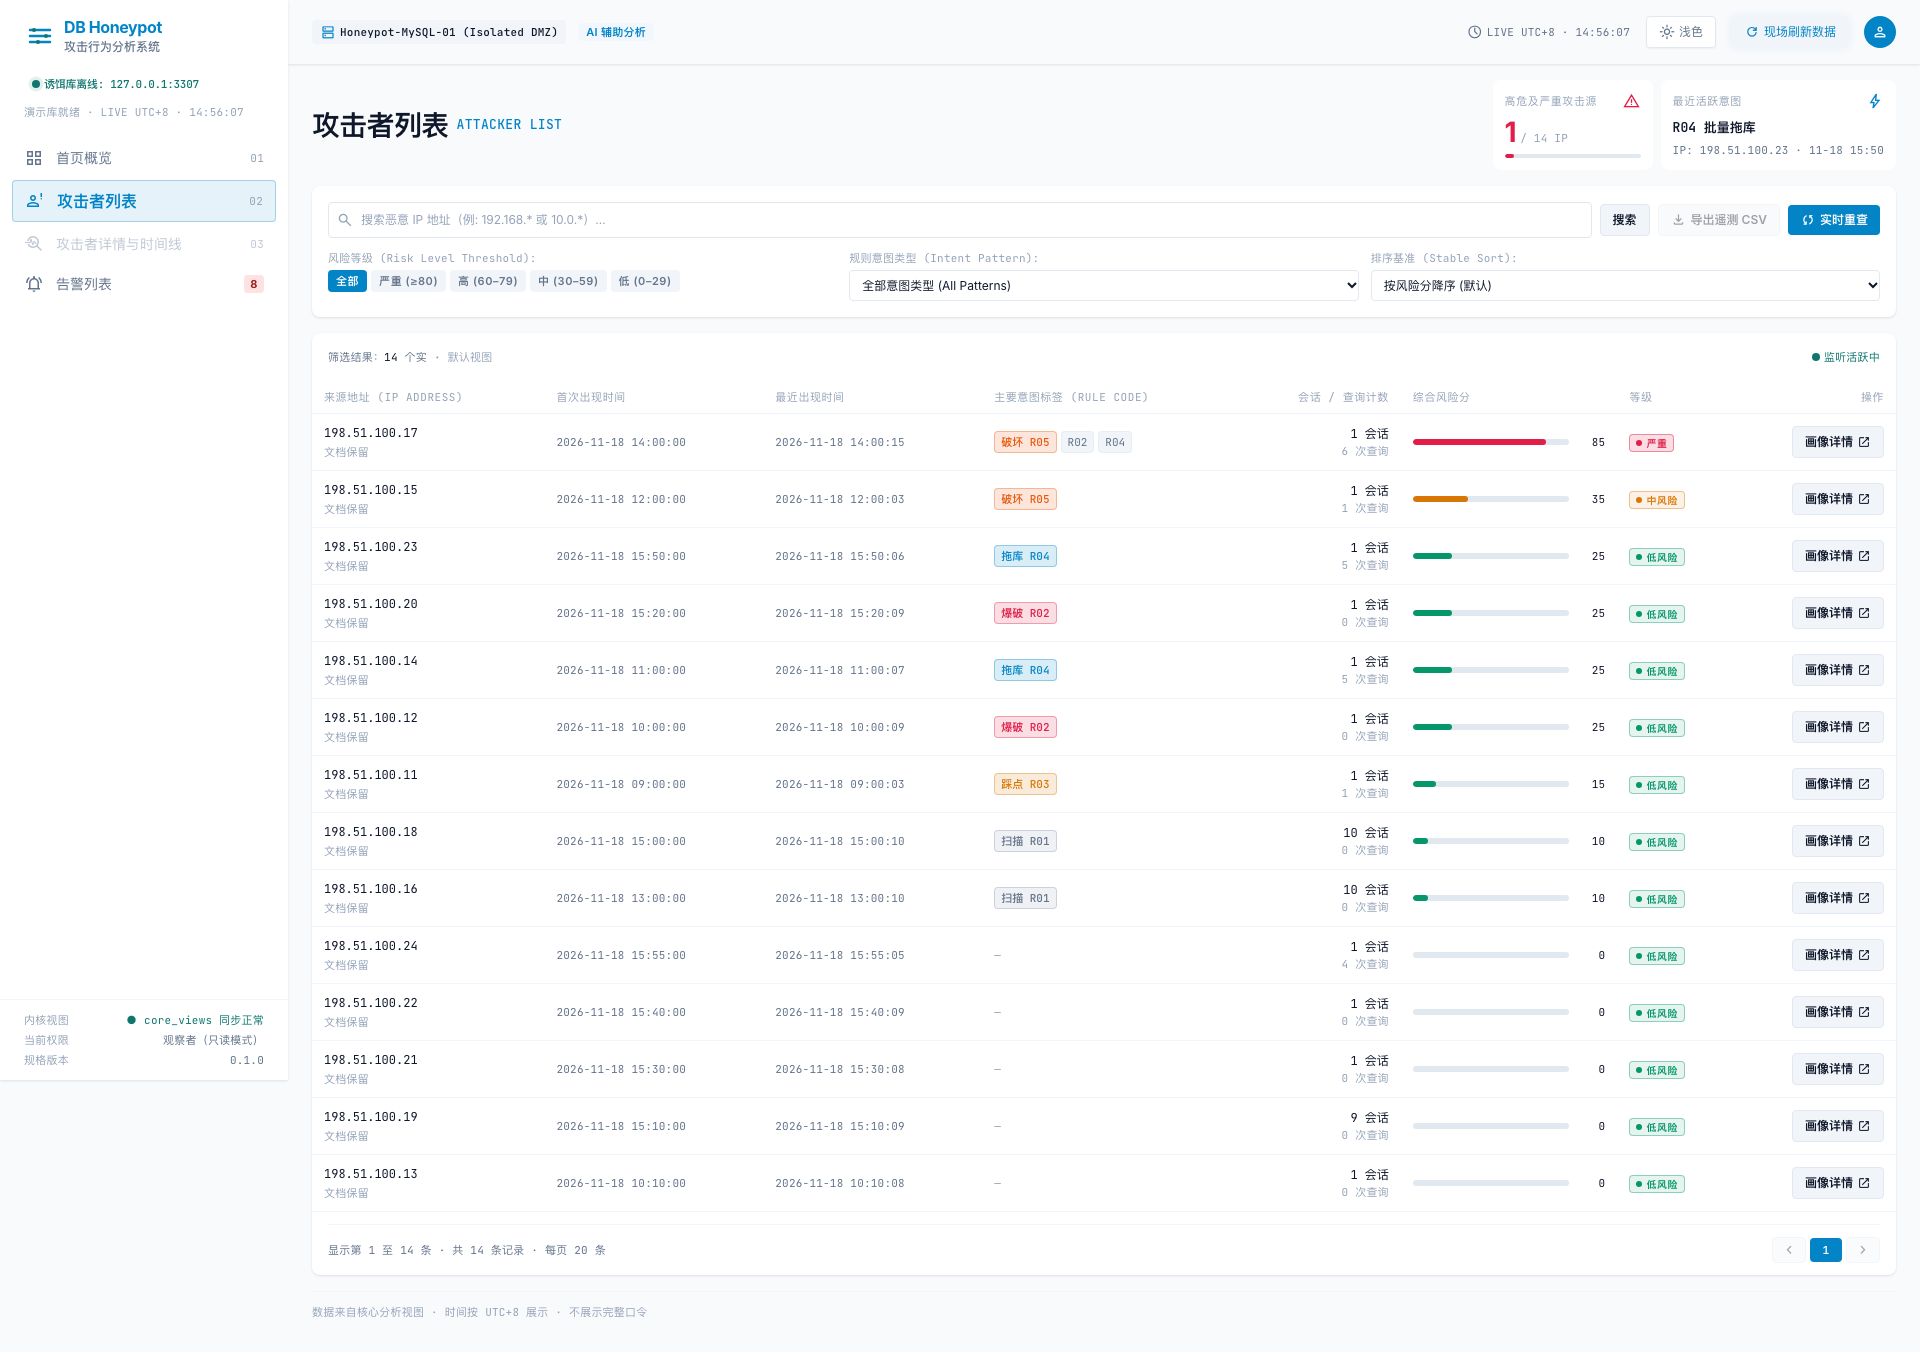 DB Honeypot
攻击行为分析系统
诱饵库离线: 127.0.0.1:3307
演示库就绪 · LIVE UTC+8 · 14:56:07
首页概览 01
攻击者列表 02
攻击者详情与时间线 03
告警列表 8
内核视图 core_views 同步正常
当前权限 观察者（只读模式）
规格版本 0.1.0
Honeypot-MySQL-01 (Isolated DMZ) AI 辅助分析
LIVE UTC+8 · 14:56:07 浅色 现场刷新数据
攻击者列表 ATTACKER LIST
高危及严重攻击源
1 / 14 IP
最近活跃意图
R04 批量拖库
IP: 198.51.100.23 · 11-18 15:50
搜索恶意 IP 地址（例: 192.168.* 或 10.0.*）... 搜索 导出遥测 CSV 实时重查
风险等级 (Risk Level Threshold):
全部 严重 (≥80) 高 (60–79) 中 (30–59) 低 (0–29)
规则意图类型 (Intent Pattern):
全部意图类型 (All Patterns)
排序基准 (Stable Sort):
按风险分降序 (默认)
筛选结果: 14 个实 · 默认视图 监听活跃中
来源地址 (IP ADDRESS) 首次出现时间 最近出现时间 主要意图标签 (RULE CODE) 会话 / 查询计数 综合风险分 等级 操作
198.51.100.17 文档保留 2026-11-18 14:00:00 2026-11-18 14:00:15 破坏 R05 R02 R04 1 会话 6 次查询 85 严重 画像详情
198.51.100.15 文档保留 2026-11-18 12:00:00 2026-11-18 12:00:03 破坏 R05 1 会话 1 次查询 35 中风险 画像详情
198.51.100.23 文档保留 2026-11-18 15:50:00 2026-11-18 15:50:06 拖库 R04 1 会话 5 次查询 25 低风险 画像详情
198.51.100.20 文档保留 2026-11-18 15:20:00 2026-11-18 15:20:09 爆破 R02 1 会话 0 次查询 25 低风险 画像详情
198.51.100.14 文档保留 2026-11-18 11:00:00 2026-11-18 11:00:07 拖库 R04 1 会话 5 次查询 25 低风险 画像详情
198.51.100.12 文档保留 2026-11-18 10:00:00 2026-11-18 10:00:09 爆破 R02 1 会话 0 次查询 25 低风险 画像详情
198.51.100.11 文档保留 2026-11-18 09:00:00 2026-11-18 09:00:03 踩点 R03 1 会话 1 次查询 15 低风险 画像详情
198.51.100.18 文档保留 2026-11-18 15:00:00 2026-11-18 15:00:10 扫描 R01 10 会话 0 次查询 10 低风险 画像详情
198.51.100.16 文档保留 2026-11-18 13:00:00 2026-11-18 13:00:10 扫描 R01 10 会话 0 次查询 10 低风险 画像详情
198.51.100.24 文档保留 2026-11-18 15:55:00 2026-11-18 15:55:05 — 1 会话 4 次查询 0 低风险 画像详情
198.51.100.22 文档保留 2026-11-18 15:40:00 2026-11-18 15:40:09 — 1 会话 0 次查询 0 低风险 画像详情
198.51.100.21 文档保留 2026-11-18 15:30:00 2026-11-18 15:30:08 — 1 会话 0 次查询 0 低风险 画像详情
198.51.100.19 文档保留 2026-11-18 15:10:00 2026-11-18 15:10:09 — 9 会话 0 次查询 0 低风险 画像详情
198.51.100.13 文档保留 2026-11-18 10:10:00 2026-11-18 10:10:08 — 1 会话 0 次查询 0 低风险 画像详情
显示第 1 至 14 条 · 共 14 条记录 · 每页 20 条 1
数据来自核心分析视图 · 时间按 UTC+8 展示 · 不展示完整口令